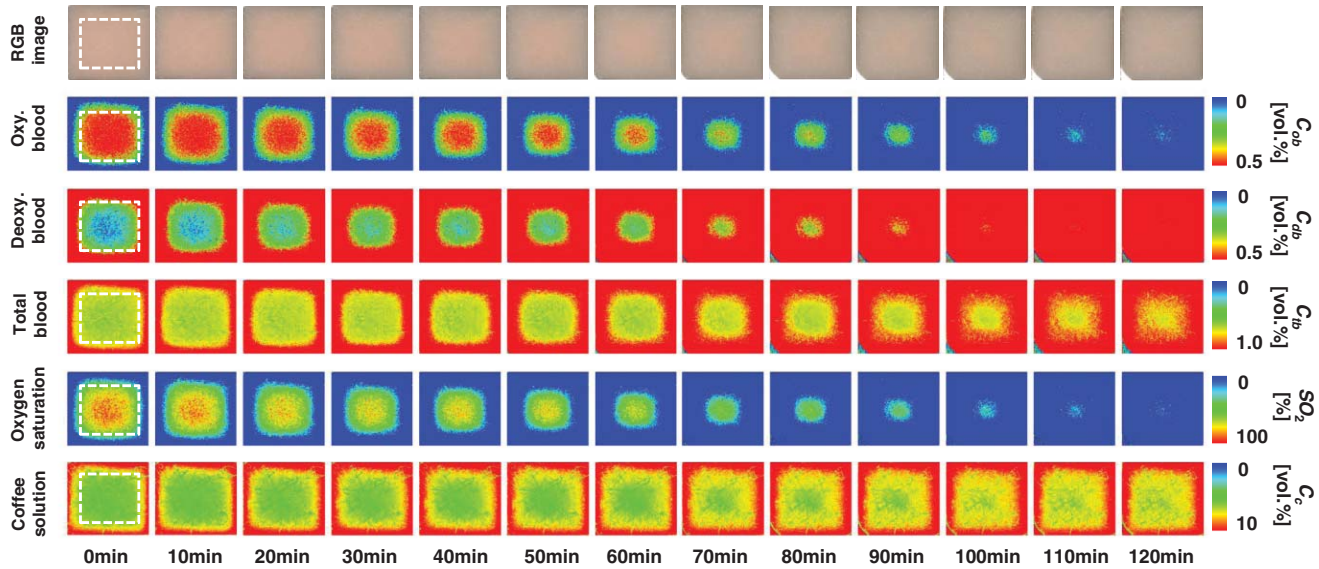 RGB
image
Oxy.
blood
0
0.5
C_ob
[vol.%]
Deoxy.
blood
0
0.5
C_db
[vol.%]
Total
blood
0
1.0
C_tb
[vol.%]
Oxygen
saturation
0
100
SO₂
[%]
Coffee
solution
0
10
C_c
[vol.%]
0min 10min 20min 30min 40min 50min 60min 70min 80min 90min 100min 110min 120min